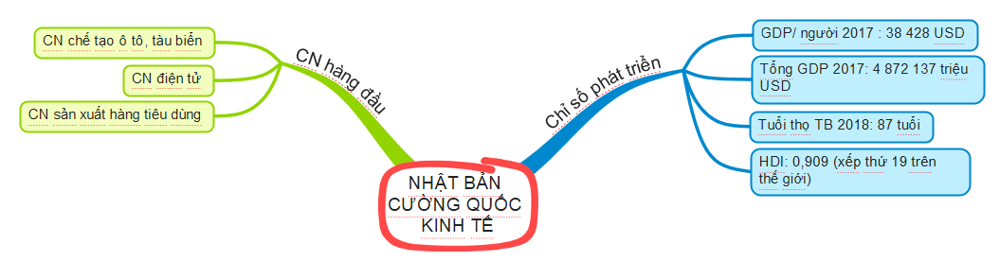 CN chế tạo ô tô, tàu biển
CN điện tử
CN sản xuất hàng tiêu dùng
CN hàng đầu
NHẬT BẢN
CƯỜNG QUỐC
KINH TẾ
Chỉ số phát triển
GDP/ người 2017 : 38 428 USD
Tổng GDP 2017: 4 872 137 triệu
USD
Tuổi thọ TB 2018: 87 tuổi
HDI: 0,909 (xếp thứ 19 trên
thế giới)